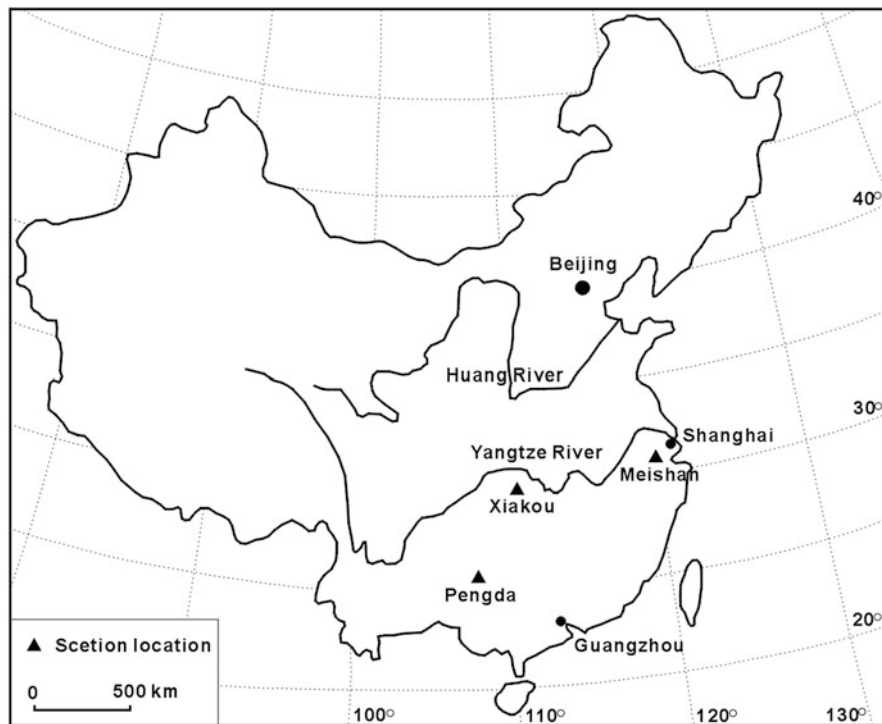 40°
Beijing
Huang River
30°
Shanghai
Yangtze River
Meishan
Xiakou
Pengda
20°
Guangzhou
Scetion location
0 500 km
100° 110° 120° 130°